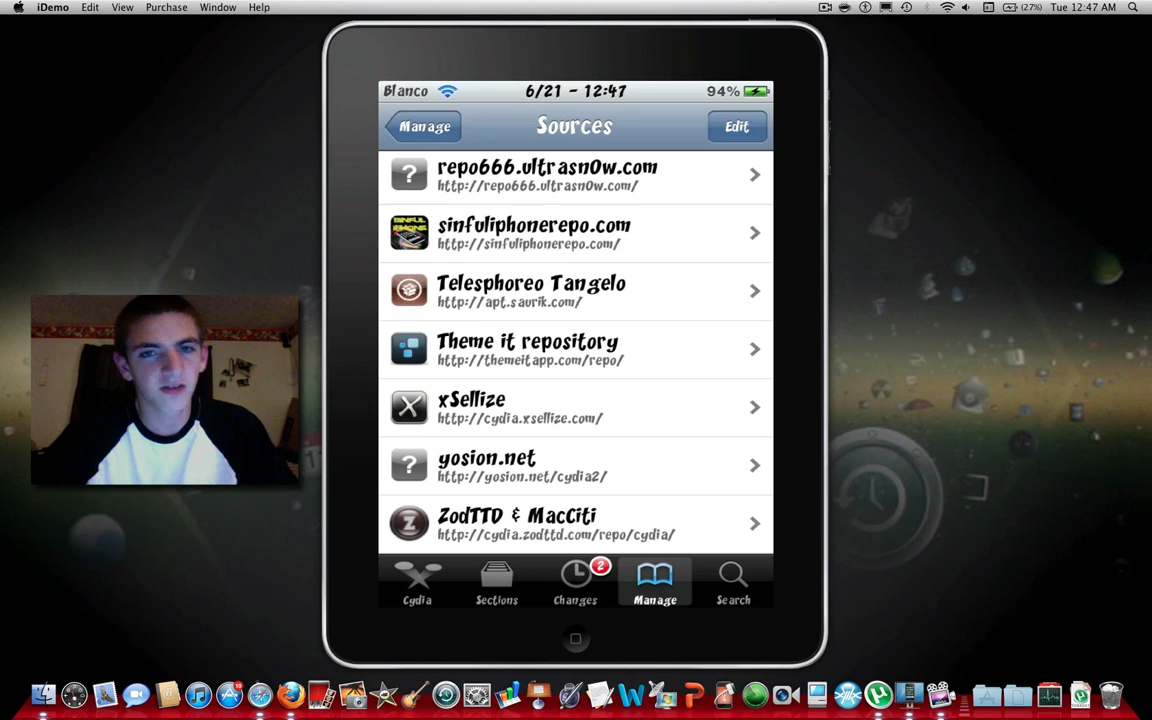 iDemo Edit View Purchase Window Help
(27%) Tue 12:47 AM
Blanco 6/21 - 12:47 94%
Manage Sources Edit
repo666.ultrasn0w.com
http://repo666.ultrasn0w.com/
SINFUL IPHONE
sinfuliphonerepo.com
http://sinfuliphonerepo.com/
Telesphoreo Tangelo
http://apt.saurik.com/
Theme it repository
http://themeitapp.com/repo/
xSellize
http://cydia.xsellize.com/
yosion.net
http://yosion.net/cydia2/
ZodTTD & MacCiti
http://cydia.zodttd.com/repo/cydia/
2
Cydia Sections Changes Manage Search